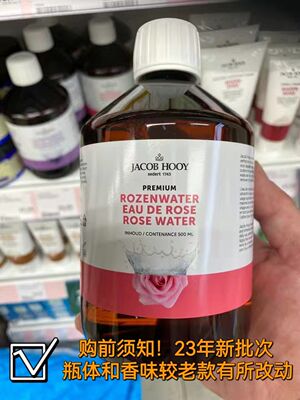 JACOB HOOY
sedert 1743
PREMIUM
ROZENWATER
EAU DE ROSE
ROSE WATER
INHOUD / CONTENANCE 500 ML
购前须知！23年新批次
瓶体和香味较老款有所改动